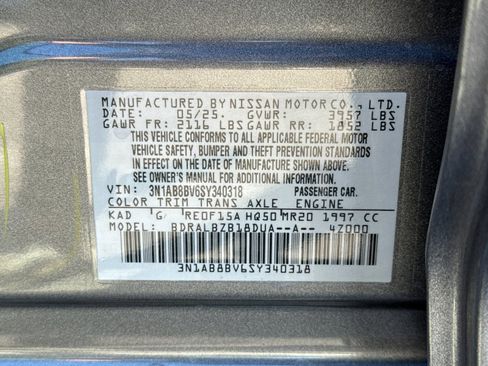 MANUFACTURED BY NISSAN MOTOR CO., LTD.
DATE: 05/25. GVWR: 3957 LBS
GAWR FR: 2116 LBS GAWR RR: 1852 LBS
THIS VEHICLE CONFORMS TO ALL APPLICABLE FEDERAL MOTOR
VEHICLE SAFETY, BUMPER, AND THEFT PREVENTION
STANDARDS IN EFFECT ON THE DATE OF MANUFACTURE SHOWN ABOVE.
SEE OWNER'S MANUAL FOR MORE INFORMATION.
VIN: 3N1AB8BV6SY340318 PASSENGER CAR.
COLOR TRIM TRANS AXLE ENGINE
KAD G RE0F15A HQ50 MR20 1997 CC
MODEL: BDRALBZB18DUA--A-- 4Z000
3N1AB8BV6SY340318